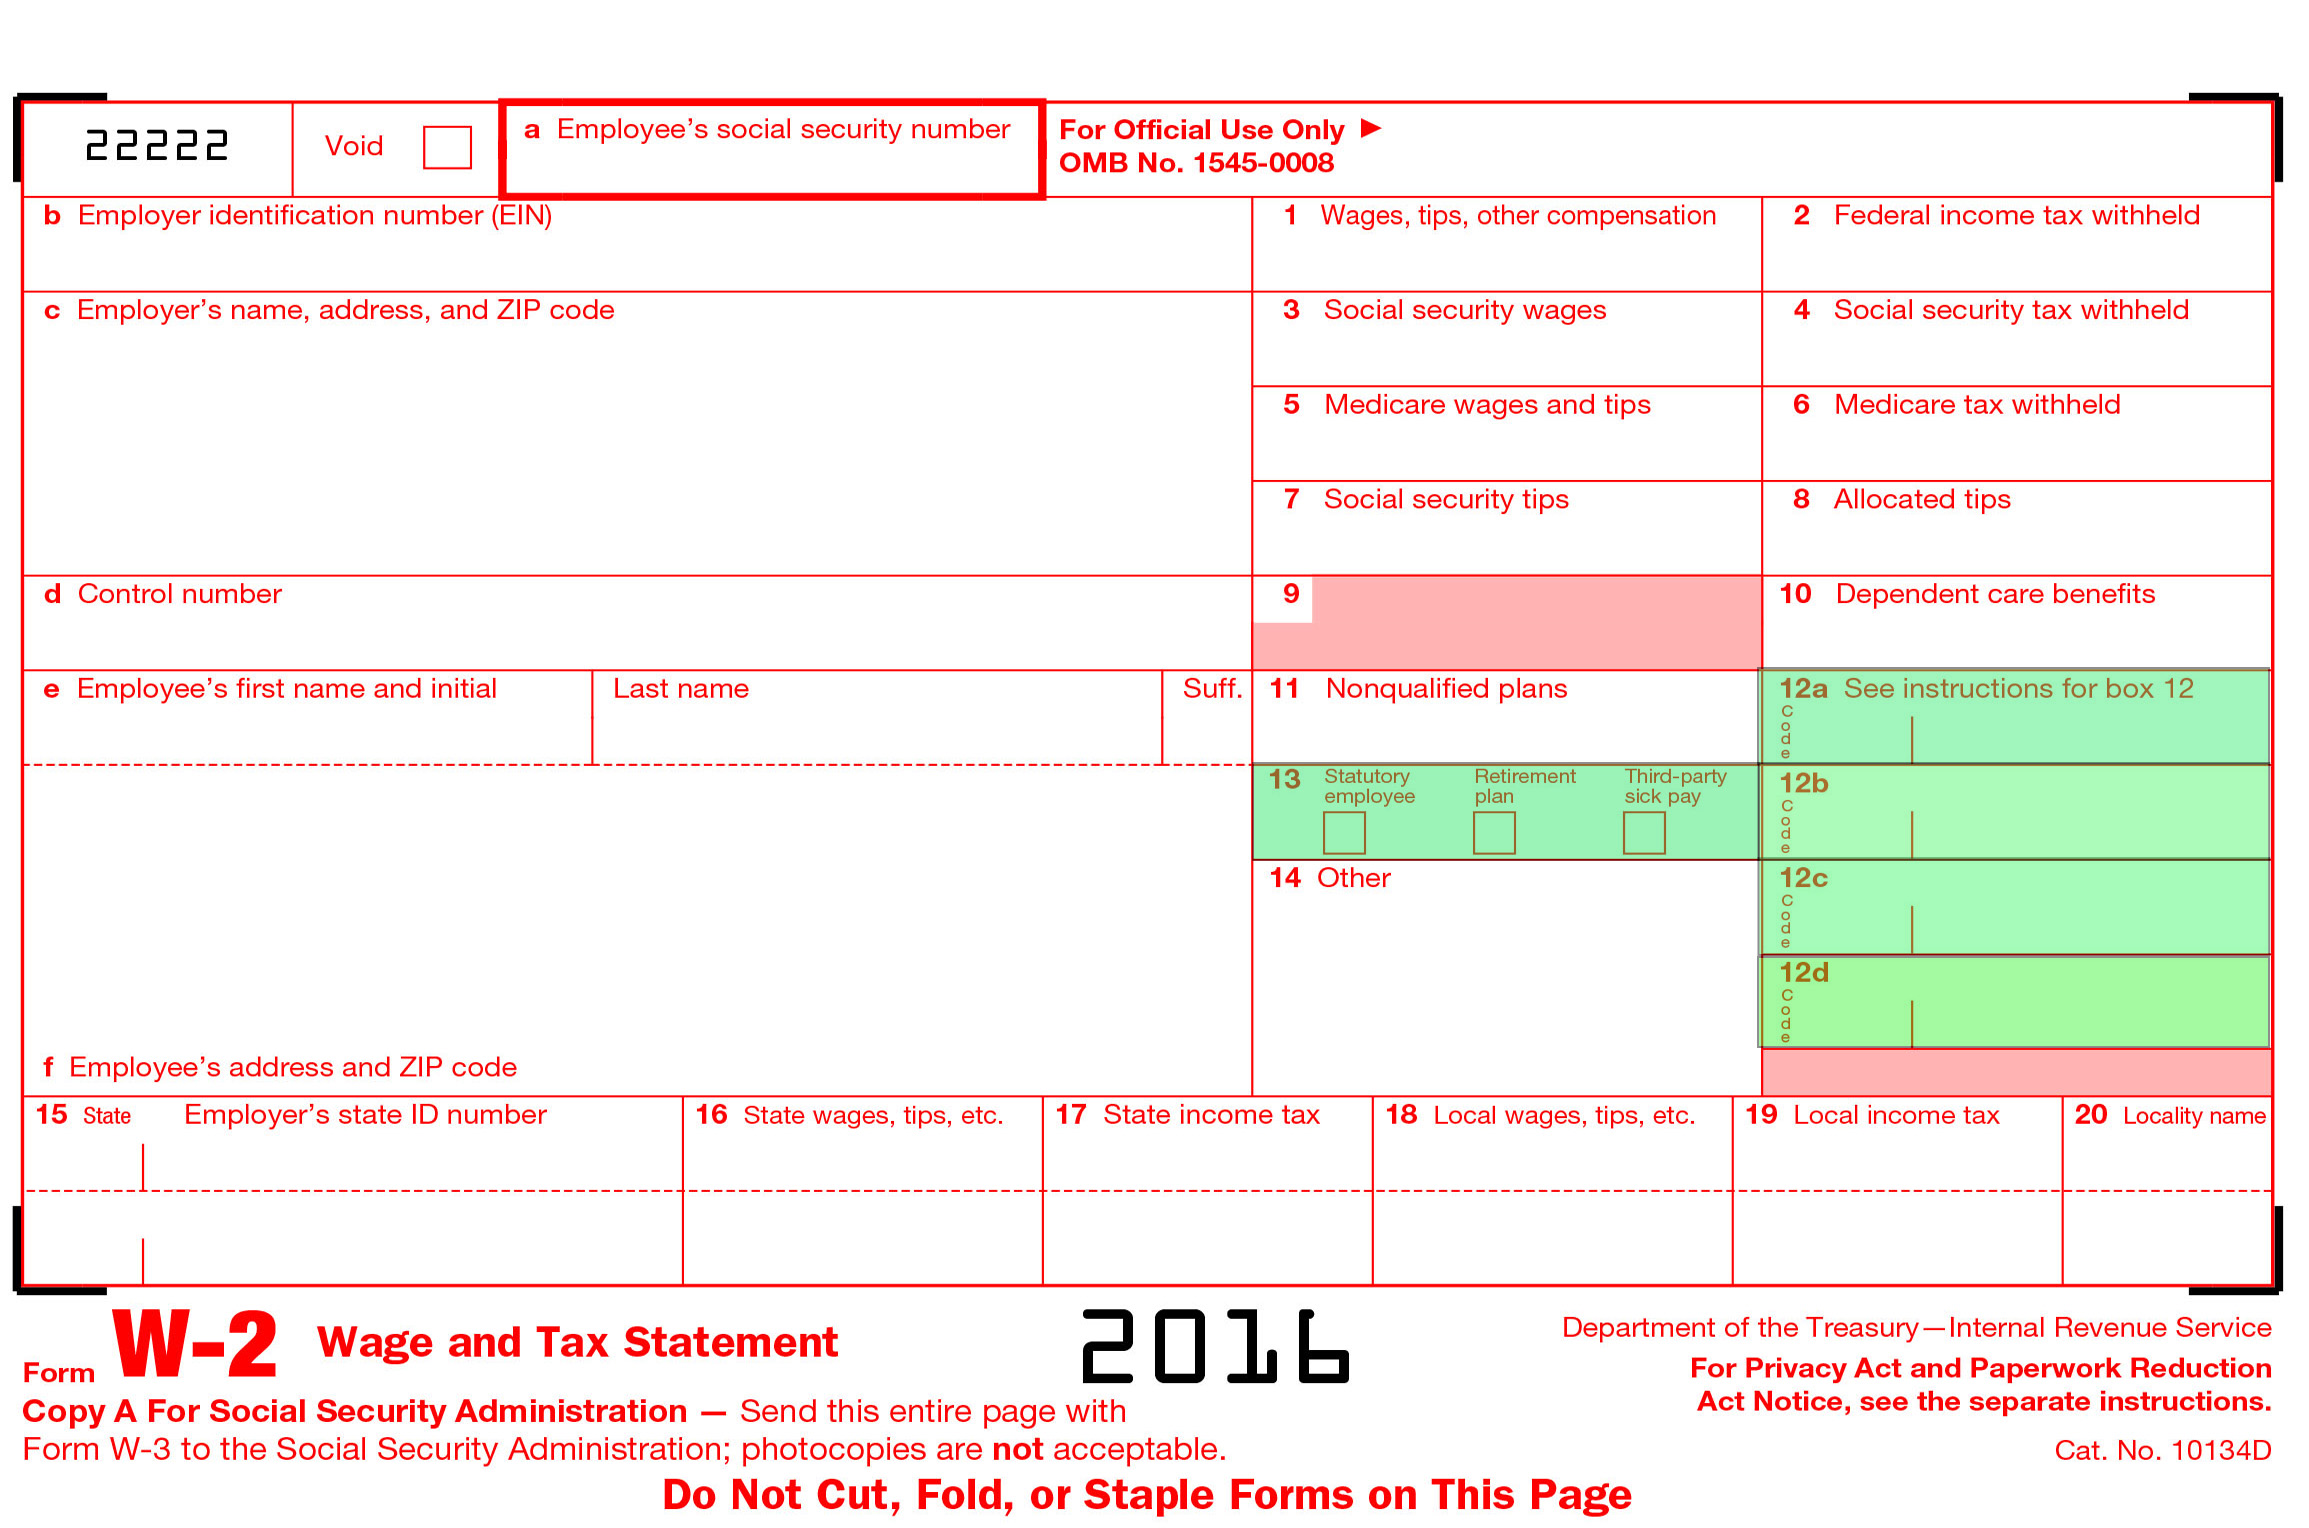 22222
Void
a Employee’s social security number
For Official Use Only ►
OMB No. 1545-0008
b Employer identification number (EIN)
1 Wages, tips, other compensation
2 Federal income tax withheld
c Employer’s name, address, and ZIP code
3 Social security wages
4 Social security tax withheld
5 Medicare wages and tips
6 Medicare tax withheld
7 Social security tips
8 Allocated tips
d Control number
9
10 Dependent care benefits
e Employee’s first name and initial
Last name
Suff.
11 Nonqualified plans
12a See instructions for box 12
Code
13 Statutory employee
Retirement plan
Third-party sick pay
12b
Code
14 Other
12c
Code
12d
Code
f Employee’s address and ZIP code
15 State
Employer’s state ID number
16 State wages, tips, etc.
17 State income tax
18 Local wages, tips, etc.
19 Local income tax
20 Locality name
Form W-2 Wage and Tax Statement
2016
Department of the Treasury—Internal Revenue Service
For Privacy Act and Paperwork Reduction
Act Notice, see the separate instructions.
Copy A For Social Security Administration — Send this entire page with
Form W-3 to the Social Security Administration; photocopies are not acceptable.
Cat. No. 10134D
Do Not Cut, Fold, or Staple Forms on This Page